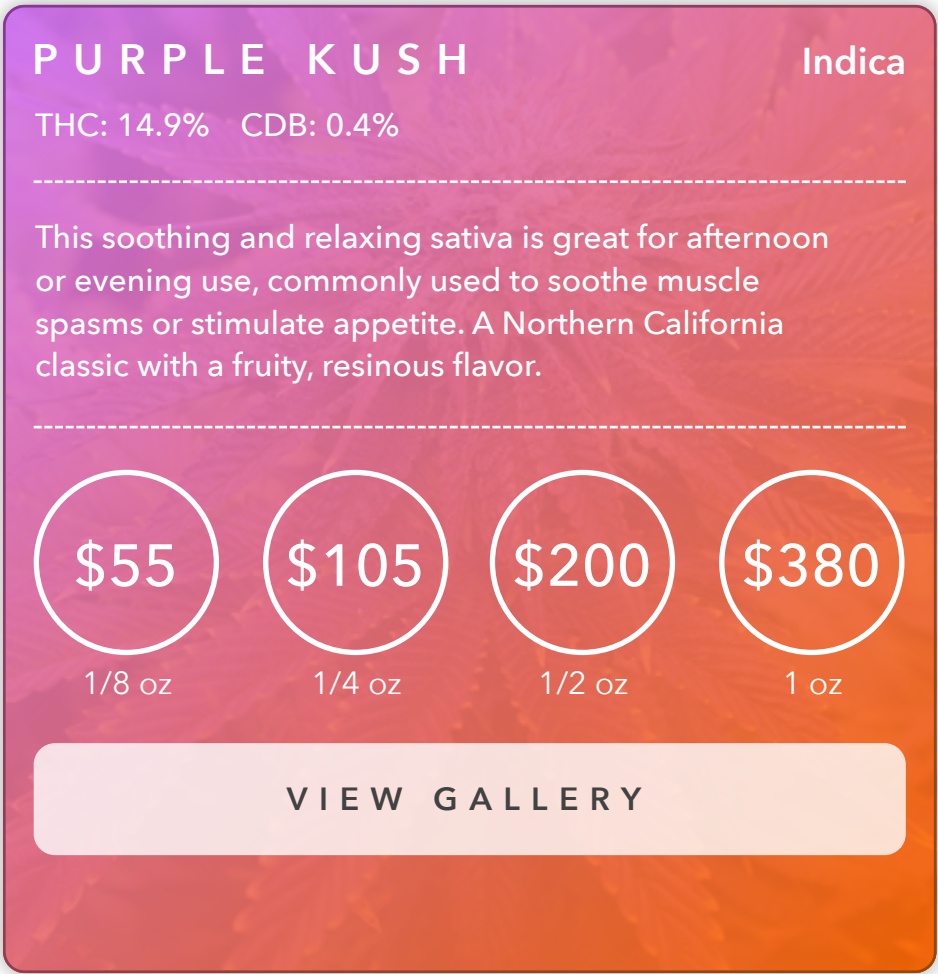 PURPLE KUSH
Indica
THC: 14.9% CDB: 0.4%
This soothing and relaxing sativa is great for afternoon
or evening use, commonly used to soothe muscle
spasms or stimulate appetite. A Northern California
classic with a fruity, resinous flavor.
$55 $105 $200 $380
1/8 oz 1/4 oz 1/2 oz 1 oz
VIEW GALLERY